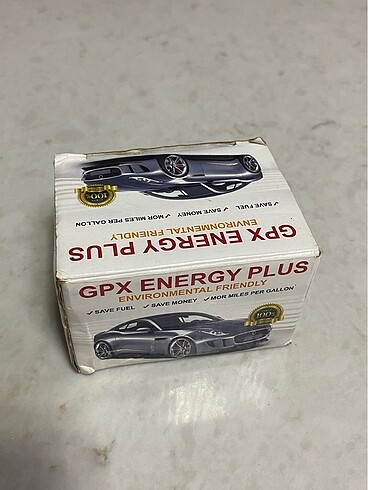 GPX ENERGY PLUS
ENVIRONMENTAL FRIENDLY
✓ SAVE FUEL ✓ SAVE MONEY ✓ MOR MILES PER GALLON
100%
GPX ENERGY PLUS
ENVIRONMENTAL FRIENDLY
✓ SAVE FUEL ✓ SAVE MONEY ✓ MOR MILES PER GALLON
100%